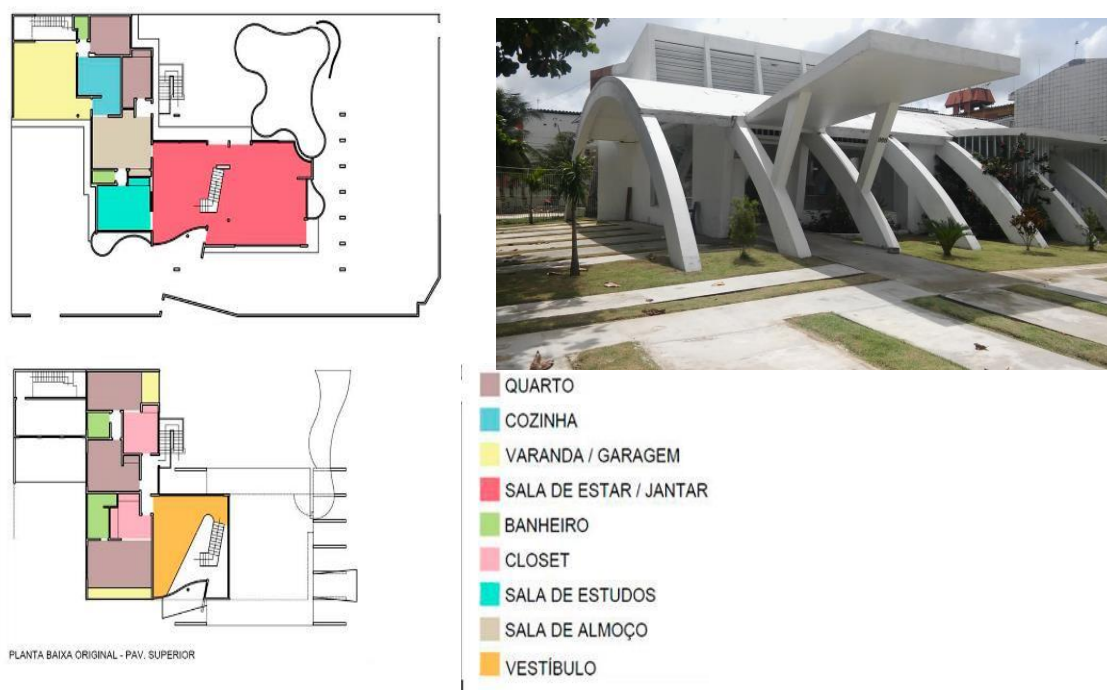 QUARTO
COZINHA
VARANDA / GARAGEM
SALA DE ESTAR / JANTAR
BANHEIRO
CLOSET
SALA DE ESTUDOS
SALA DE ALMOÇO
VESTÍBULO
PLANTA BAIXA ORIGINAL - PAV. SUPERIOR